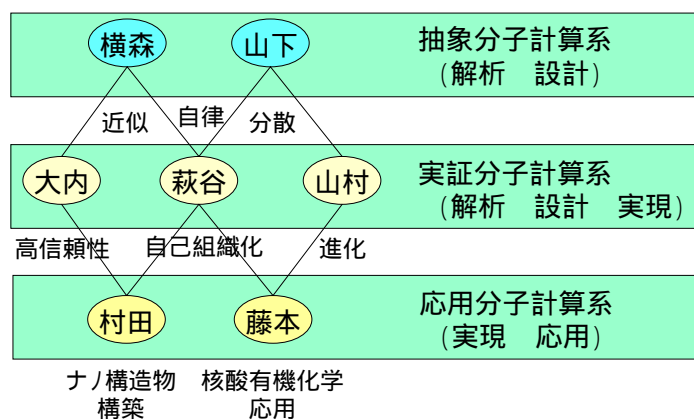 横森 山下 抽象分子計算系
(解析 設計)
近似 自律 分散
大内 萩谷 山村 実証分子計算系
(解析 設計 実現)
高信頼性 自己組織化 進化
村田 藤本 応用分子計算系
(実現 応用)
ナノ構造物 核酸有機化学
構築 応用